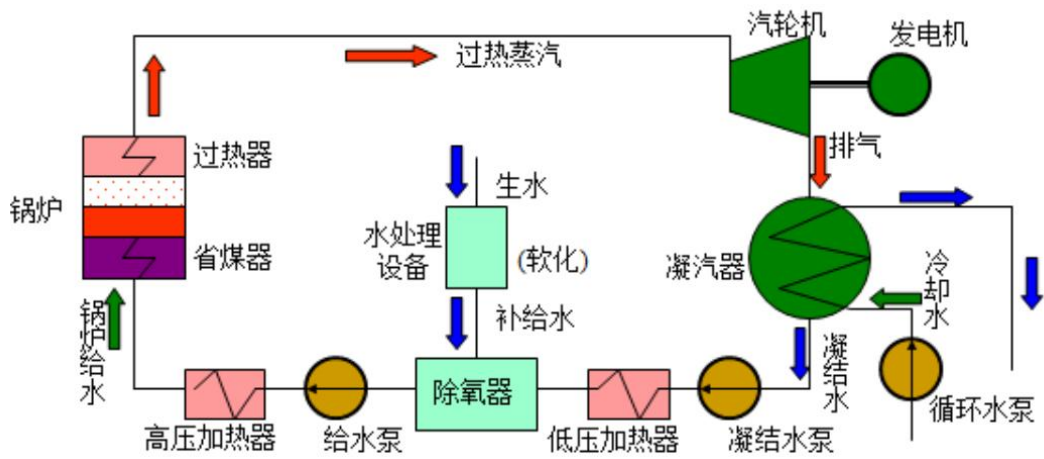 汽轮机
发电机
过热蒸汽
排气
过热器
锅炉
省煤器
生水
水处理
设备
(软化)
补给水
凝汽器
冷却水
锅炉给水
凝结水
除氧器
循环水泵
高压加热器
给水泵
低压加热器
凝结水泵